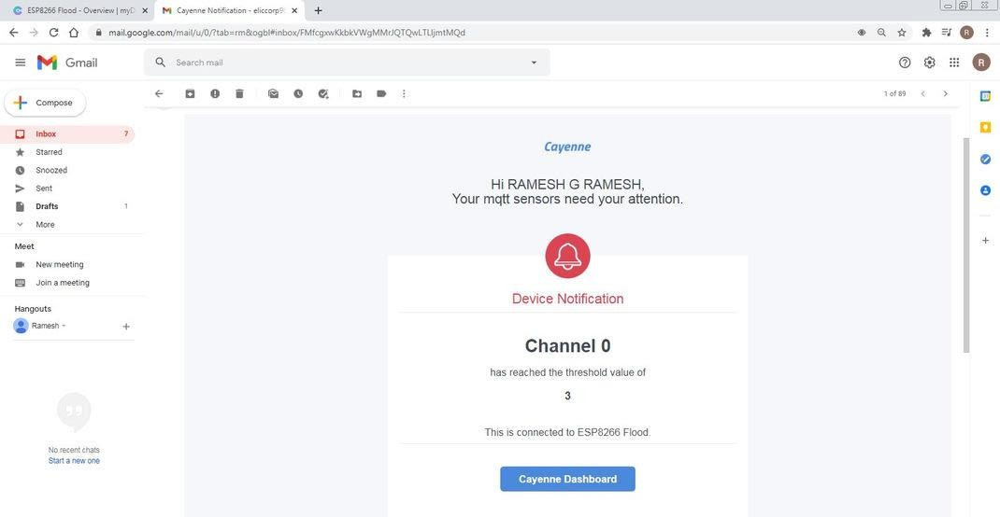 ESP8266 Flood - Overview | myD
Cayenne Notification - eliccorp90
mail.google.com/mail/u/0/?tab=rm&ogbl#inbox/FMfcgxwKkbkVWgMMrJQTQwLTLljmtMQd
R
Gmail
Search mail
R
Compose
1 of 89
Inbox
7
Starred
Snoozed
Sent
Drafts
1
More
Meet
New meeting
Join a meeting
Hangouts
Ramesh
No recent chats
Start a new one
Cayenne
Hi RAMESH G RAMESH,
Your mqtt sensors need your attention.
Device Notification
Channel 0
has reached the threshold value of
3
This is connected to ESP8266 Flood.
Cayenne Dashboard